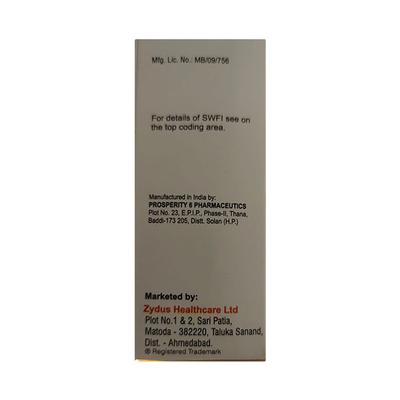 Mfg. Lic. No.: MB/09/756
For details of SWFI see on
the top coding area.
Manufactured in India by:
PROSPERITY 6 PHARMACEUTICS
Plot No. 23, E.P.I.P., Phase-II, Thana,
Baddi-173 205, Distt. Solan (H.P.)
Marketed by:
Zydus Healthcare Ltd
Plot No.1 & 2, Sari Patia,
Matoda - 382220, Taluka Sanand,
Dist. - Ahmedabad.
® Registered Trademark